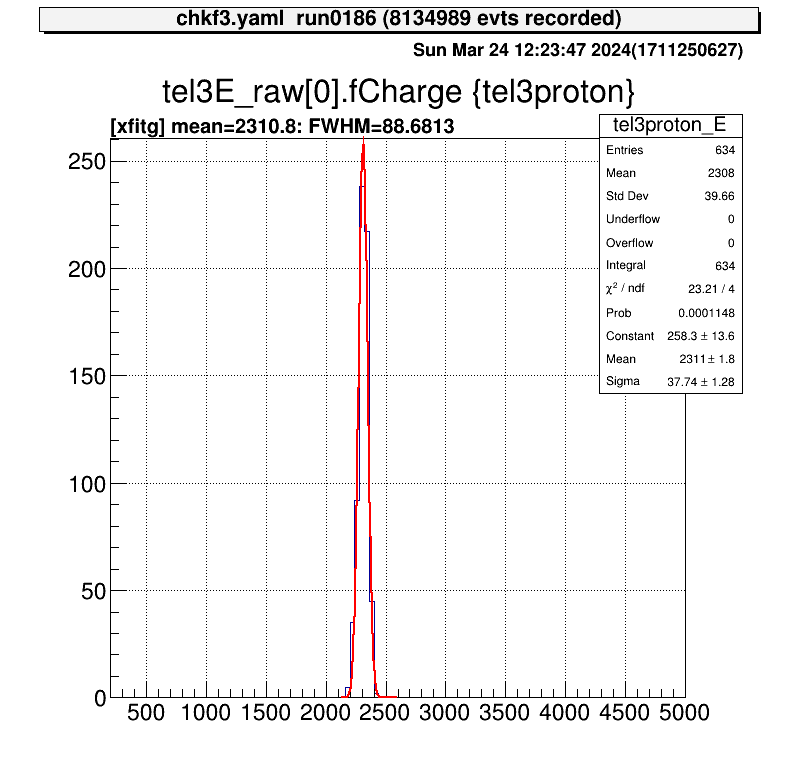 chkf3.yaml  run0186 (8134989 evts recorded)
Sun Mar 24 12:23:47 2024(1711250627)
tel3E_raw[0].fCharge {tel3proton}
[xfitg] mean=2310.8: FWHM=88.6813
tel3proton_E
Entries 634
Mean 2308
Std Dev 39.66
Underflow 0
Overflow 0
Integral 634
χ² / ndf 23.21 / 4
Prob 0.0001148
Constant 258.3 ± 13.6
Mean 2311 ± 1.8
Sigma 37.74 ± 1.28
250
200
150
100
50
0
500 1000 1500 2000 2500 3000 3500 4000 4500 5000